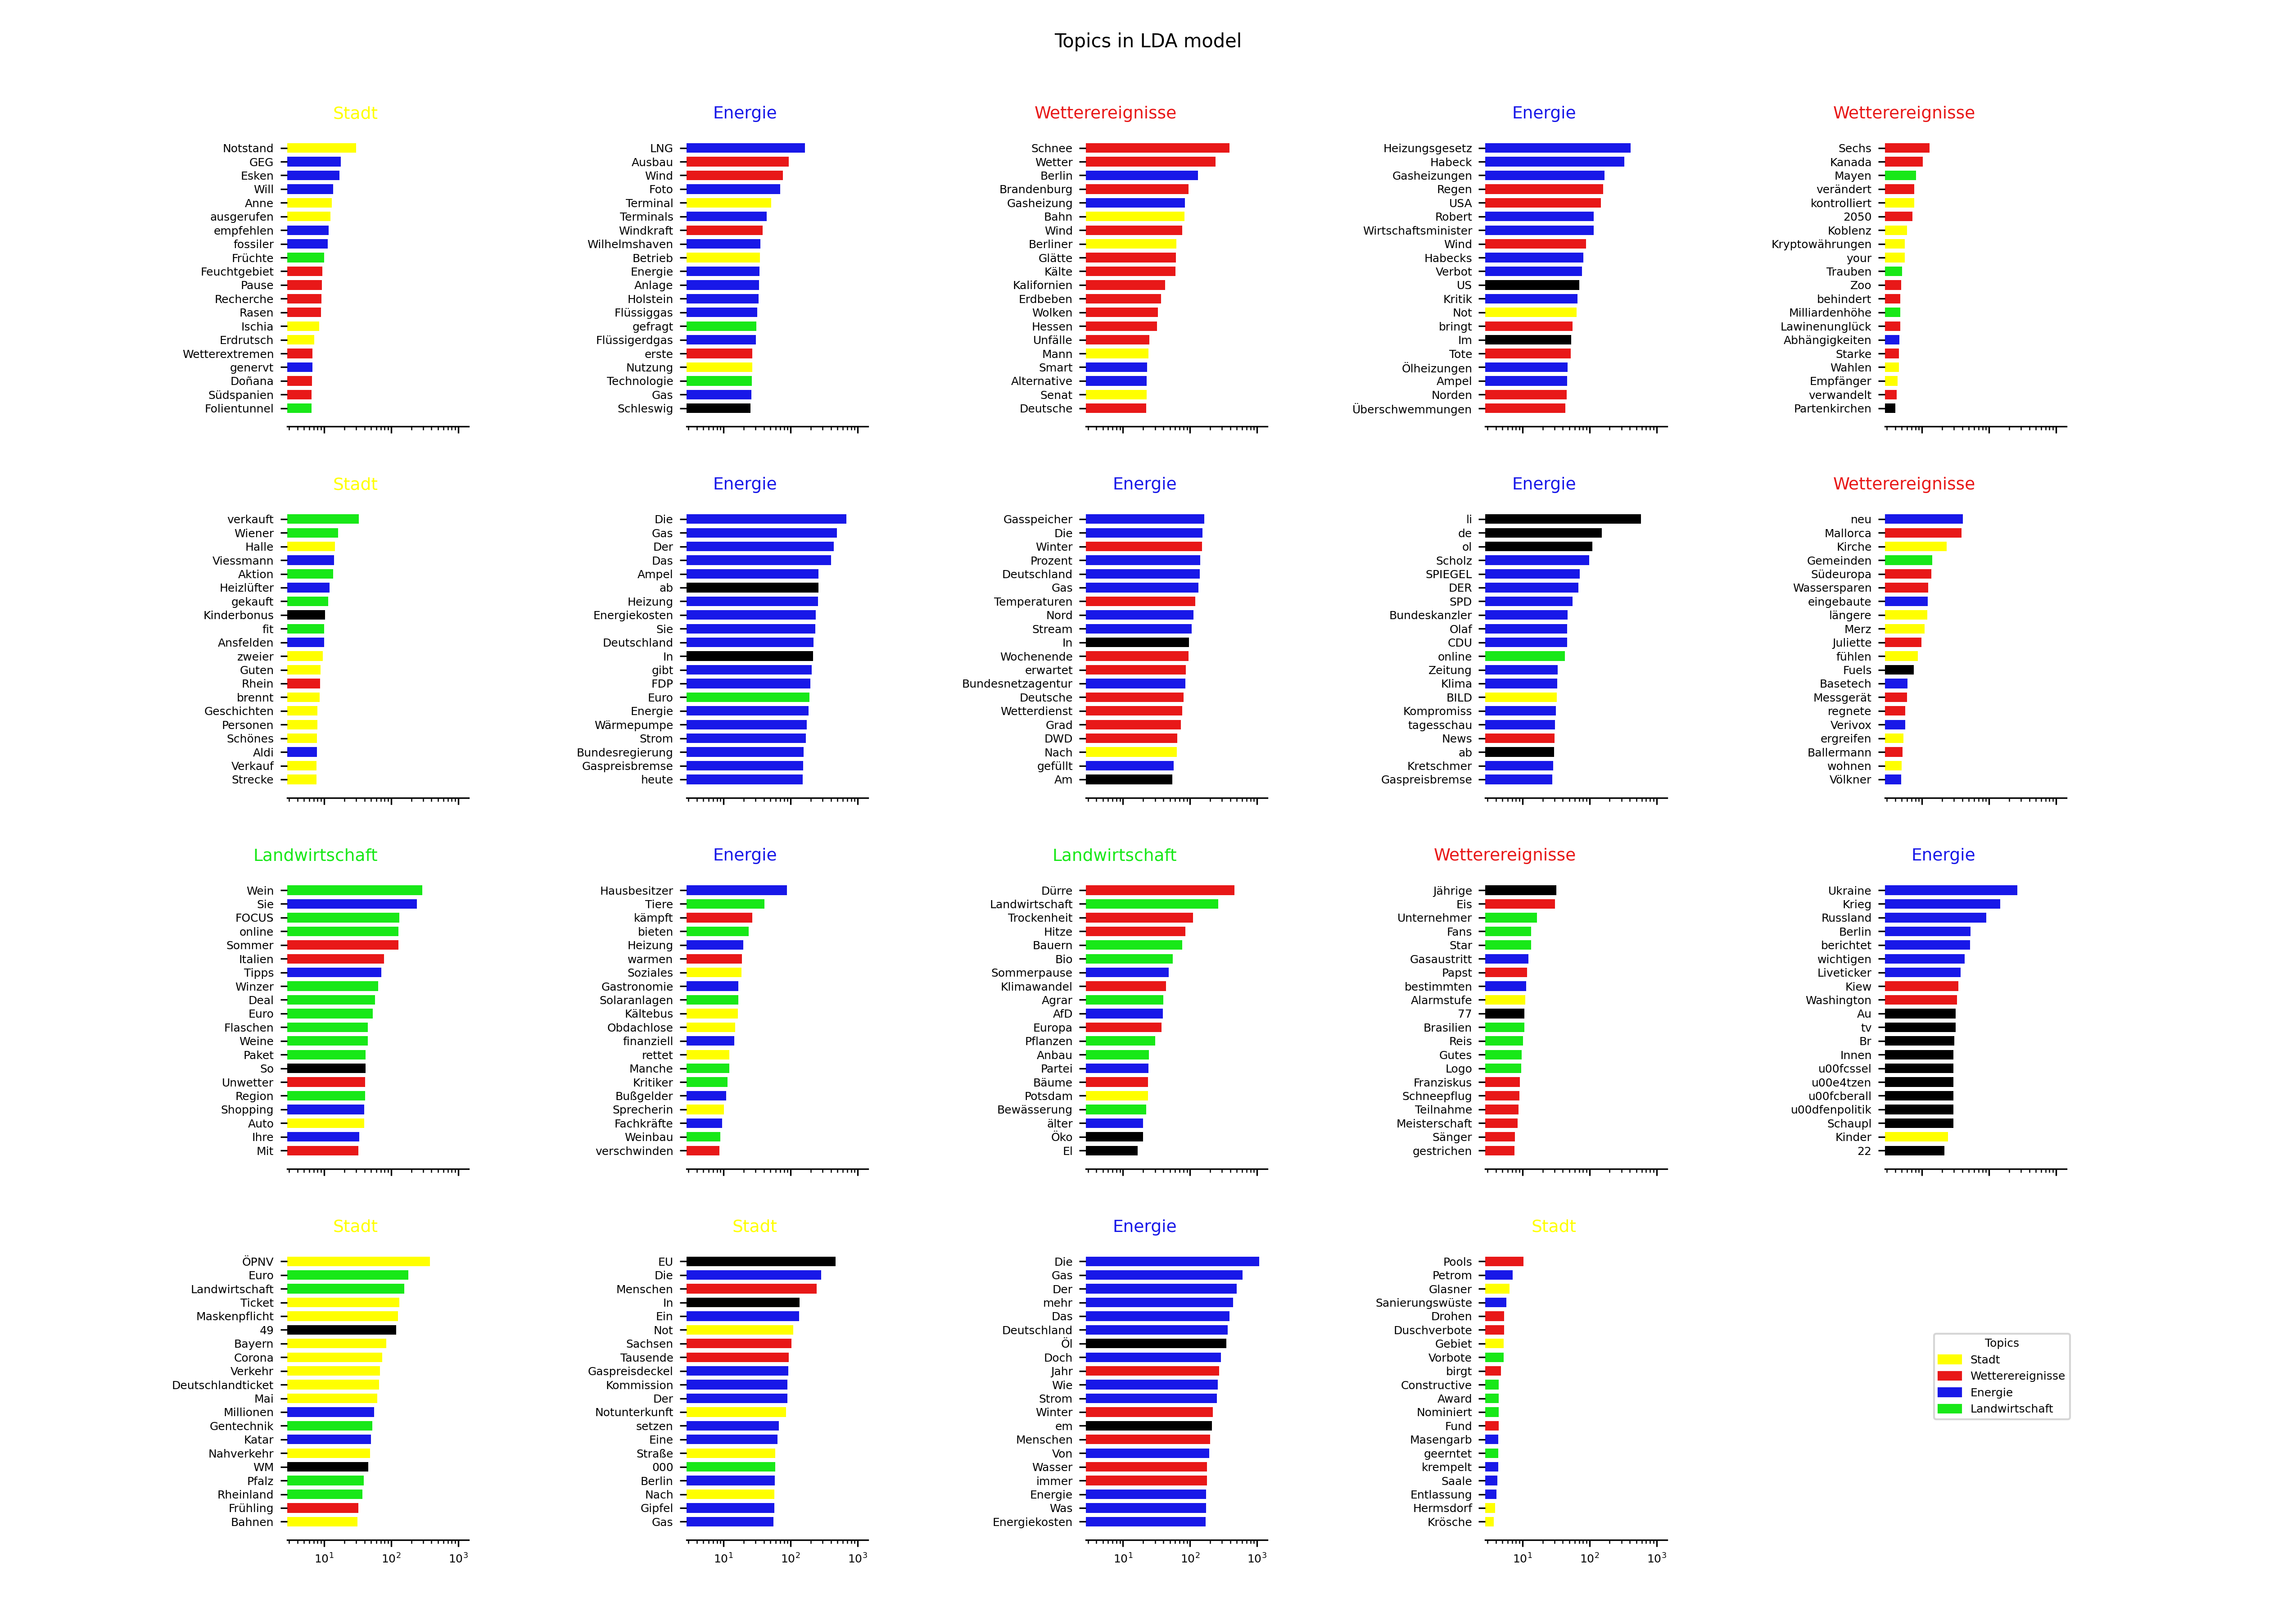 Topics in LDA model
Stadt
Notstand
GEG
Esken
Will
Anne
ausgerufen
empfehlen
fossiler
Früchte
Feuchtgebiet
Pause
Recherche
Rasen
Ischia
Erdrutsch
Wetterextremen
genervt
Doñana
Südspanien
Folientunnel
Energie
LNG
Ausbau
Wind
Foto
Terminal
Terminals
Windkraft
Wilhelmshaven
Betrieb
Energie
Anlage
Holstein
Flüssiggas
gefragt
Flüssigerdgas
erste
Nutzung
Technologie
Gas
Schleswig
Wetterereignisse
Schnee
Wetter
Berlin
Brandenburg
Gasheizung
Bahn
Wind
Berliner
Glätte
Kälte
Kalifornien
Erdbeben
Wolken
Hessen
Unfälle
Mann
Smart
Alternative
Senat
Deutsche
Energie
Heizungsgesetz
Habeck
Gasheizungen
Regen
USA
Robert
Wirtschaftsminister
Wind
Habecks
Verbot
US
Kritik
Not
bringt
Im
Tote
Ölheizungen
Ampel
Norden
Überschwemmungen
Wetterereignisse
Sechs
Kanada
Mayen
verändert
kontrolliert
2050
Koblenz
Kryptowährungen
your
Trauben
Zoo
behindert
Milliardenhöhe
Lawinenunglück
Abhängigkeiten
Starke
Wahlen
Empfänger
verwandelt
Partenkirchen
Stadt
verkauft
Wiener
Halle
Viessmann
Aktion
Heizlüfter
gekauft
Kinderbonus
fit
Ansfelden
zweier
Guten
Rhein
brennt
Geschichten
Personen
Schönes
Aldi
Verkauf
Strecke
Energie
Die
Gas
Der
Das
Ampel
ab
Heizung
Energiekosten
Sie
Deutschland
In
gibt
FDP
Euro
Energie
Wärmepumpe
Strom
Bundesregierung
Gaspreisbremse
heute
Energie
Gasspeicher
Die
Winter
Prozent
Deutschland
Gas
Temperaturen
Nord
Stream
In
Wochenende
erwartet
Bundesnetzagentur
Deutsche
Wetterdienst
Grad
DWD
Nach
gefüllt
Am
Energie
li
de
ol
Scholz
SPIEGEL
DER
SPD
Bundeskanzler
Olaf
CDU
online
Zeitung
Klima
BILD
Kompromiss
tagesschau
News
ab
Kretschmer
Gaspreisbremse
Wetterereignisse
neu
Mallorca
Kirche
Gemeinden
Südeuropa
Wassersparen
eingebaute
längere
Merz
Juliette
fühlen
Fuels
Basetech
Messgerät
regnete
Verivox
ergreifen
Ballermann
wohnen
Völkner
Landwirtschaft
Wein
Sie
FOCUS
online
Sommer
Italien
Tipps
Winzer
Deal
Euro
Flaschen
Weine
Paket
So
Unwetter
Region
Shopping
Auto
Ihre
Mit
Energie
Hausbesitzer
Tiere
kämpft
bieten
Heizung
warmen
Soziales
Gastronomie
Solaranlagen
Kältebus
Obdachlose
finanziell
rettet
Manche
Kritiker
Bußgelder
Sprecherin
Fachkräfte
Weinbau
verschwinden
Landwirtschaft
Dürre
Landwirtschaft
Trockenheit
Hitze
Bauern
Bio
Sommerpause
Klimawandel
Agrar
AfD
Europa
Pflanzen
Anbau
Partei
Bäume
Potsdam
Bewässerung
älter
Öko
El
Wetterereignisse
Jährige
Eis
Unternehmer
Fans
Star
Gasaustritt
Papst
bestimmten
Alarmstufe
77
Brasilien
Reis
Gutes
Logo
Franziskus
Schneepflug
Teilnahme
Meisterschaft
Sänger
gestrichen
Energie
Ukraine
Krieg
Russland
Berlin
berichtet
wichtigen
Liveticker
Kiew
Washington
Au
tv
Br
Innen
u00fcssel
u00e4tzen
u00fcberall
u00dfenpolitik
Schaupl
Kinder
22
Stadt
ÖPNV
Euro
Landwirtschaft
Ticket
Maskenpflicht
49
Bayern
Corona
Verkehr
Deutschlandticket
Mai
Millionen
Gentechnik
Katar
Nahverkehr
WM
Pfalz
Rheinland
Frühling
Bahnen
10¹ 10² 10³
Stadt
EU
Die
Menschen
In
Ein
Not
Sachsen
Tausende
Gaspreisdeckel
Kommission
Der
Notunterkunft
setzen
Eine
Straße
000
Berlin
Nach
Gipfel
Gas
10¹ 10² 10³
Energie
Die
Gas
Der
mehr
Das
Deutschland
Öl
Doch
Jahr
Wie
Strom
Winter
em
Menschen
Von
Wasser
immer
Energie
Was
Energiekosten
10¹ 10² 10³
Stadt
Pools
Petrom
Glasner
Sanierungswüste
Drohen
Duschverbote
Gebiet
Vorbote
birgt
Constructive
Award
Nominiert
Fund
Masengarb
geerntet
krempelt
Saale
Entlassung
Hermsdorf
Krösche
10¹ 10² 10³
Topics
Stadt
Wetterereignisse
Energie
Landwirtschaft